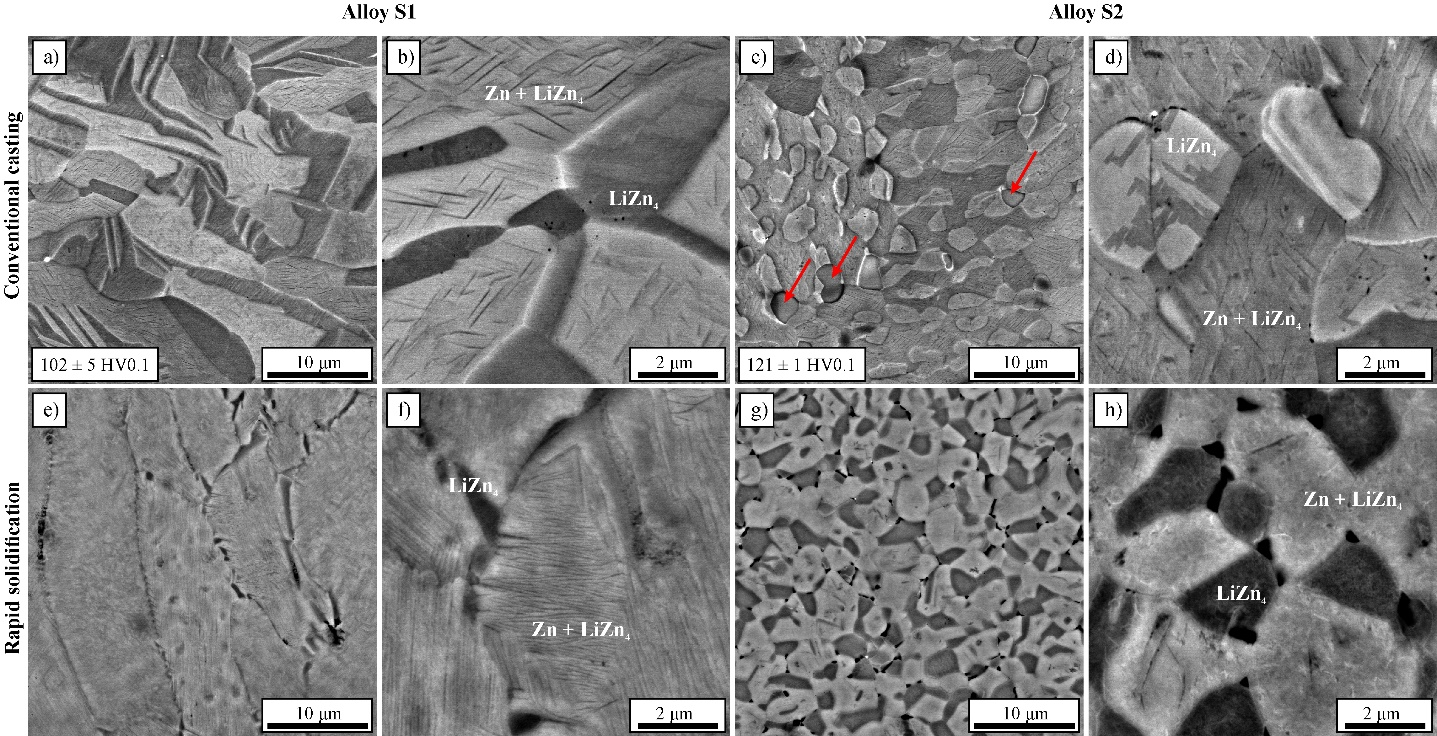 Alloy S1
Alloy S2
Conventional casting
a)
102 ± 5 HV0.1
10 μm
b)
Zn + LiZn₄
LiZn₄
2 μm
c)
121 ± 1 HV0.1
10 μm
d)
LiZn₄
Zn + LiZn₄
2 μm
Rapid solidification
e)
10 μm
f)
LiZn₄
Zn + LiZn₄
2 μm
g)
10 μm
h)
Zn + LiZn₄
LiZn₄
2 μm